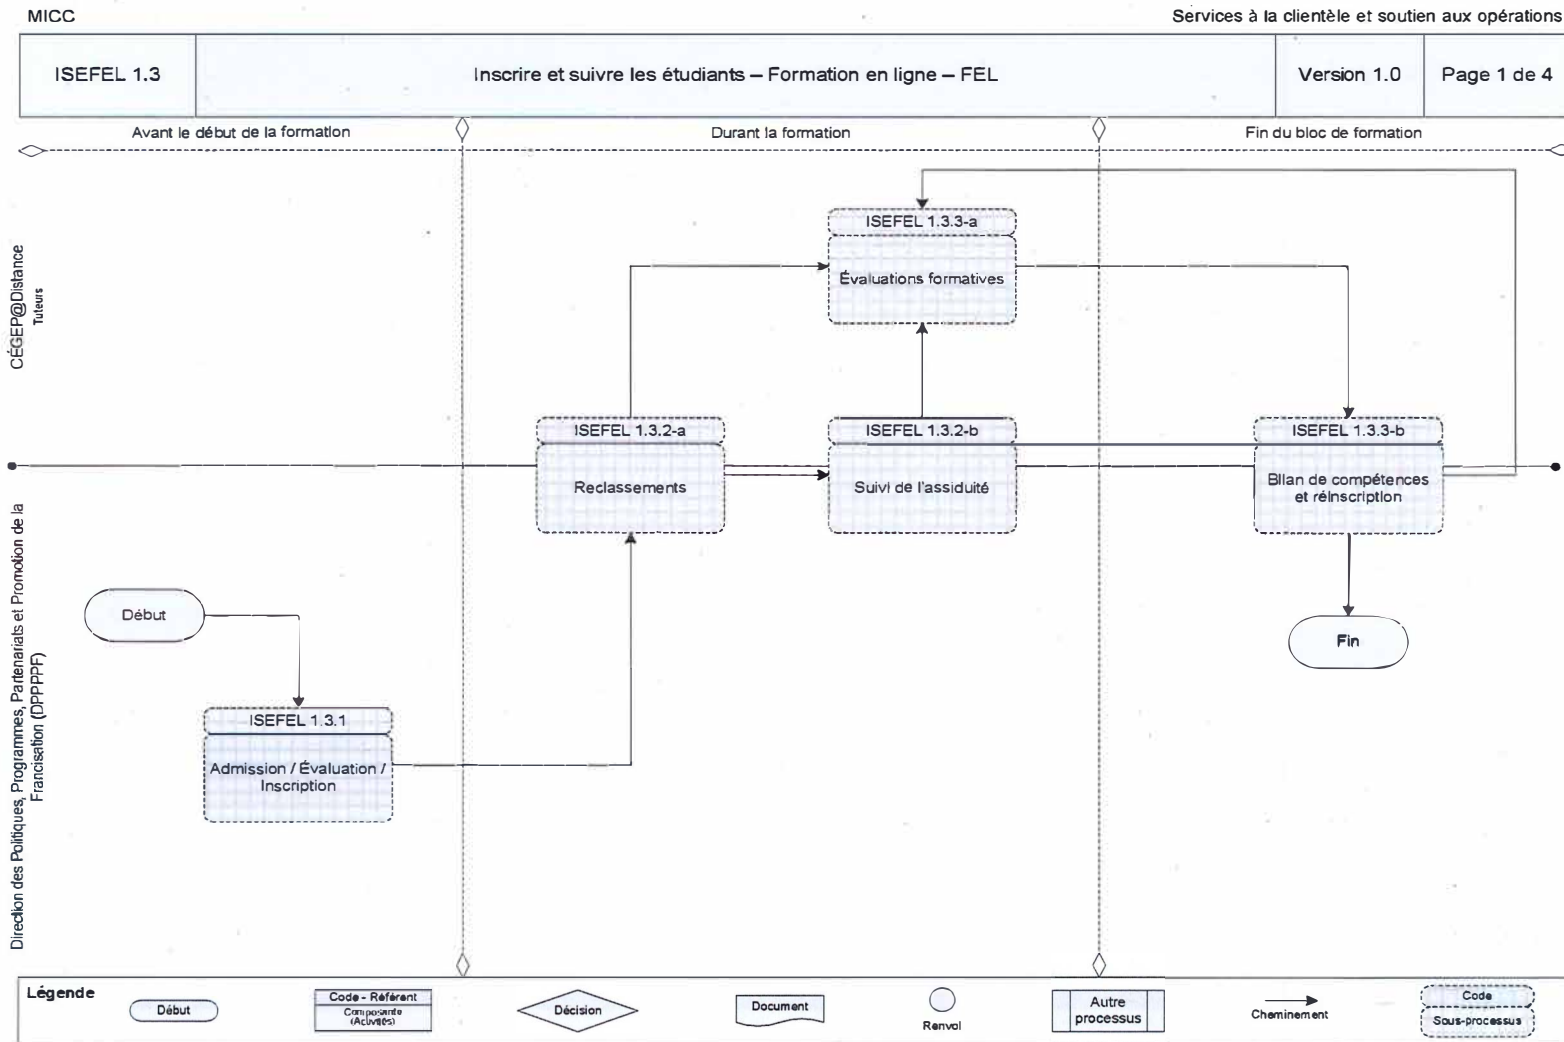 MICC
Services à la clientèle et soutien aux opérations
ISEFEL 1.3
Inscrire et suivre les étudiants – Formation en ligne – FEL
Version 1.0
Page 1 de 4
Avant le début de la formation
Durant la formation
Fin du bloc de formation
CÉGEP@Distance
Tuteurs
ISEFEL 1.3.3-a
Évaluations formatives
ISEFEL 1.3.2-a
Reclassements
ISEFEL 1.3.2-b
Suivi de l'assiduité
ISEFEL 1.3.3-b
Bilan de compétences
et réinscription
Direction des Politiques, Programmes, Partenariats et Promotion de la
Francisation (DPPPPF)
Début
Fin
ISEFEL 1.3.1
Admission / Évaluation /
Inscription
Légende
Début
Code - Référent
Composante
(Activités)
Décision
Document
Renvoi
Autre
processus
Cheminement
Code
Sous-processus